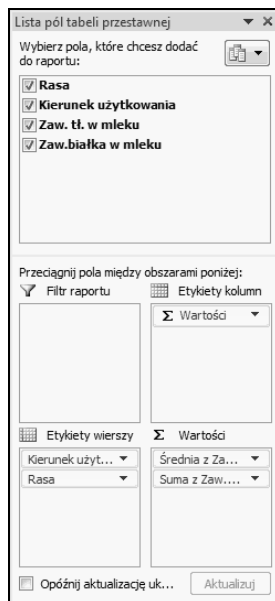 Lista pól tabeli przestawnej
Wybierz pola, które chcesz dodać
do raportu:
Rasa
Kierunek użytkowania
Zaw. tł. w mleku
Zaw.białka w mleku
Przeciągnij pola między obszarami poniżej:
Filtr raportu
Etykiety kolumn
Σ Wartości
Etykiety wierszy
Σ Wartości
Kierunek użyt...
Średnia z Za...
Rasa
Suma z Zaw....
Opóźnij aktualizację uk...
Aktualizuj